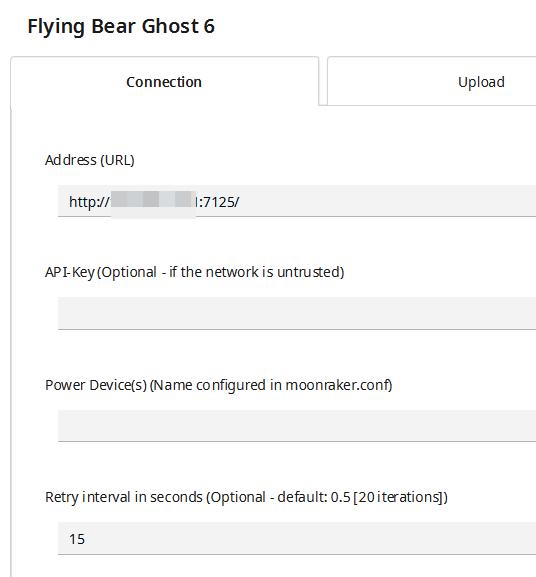 Flying Bear Ghost 6
Connection
Upload
Address (URL)
http:// :7125/
API-Key (Optional - if the network is untrusted)
Power Device(s) (Name configured in moonraker.conf)
Retry interval in seconds (Optional - default: 0.5 [20 iterations])
15